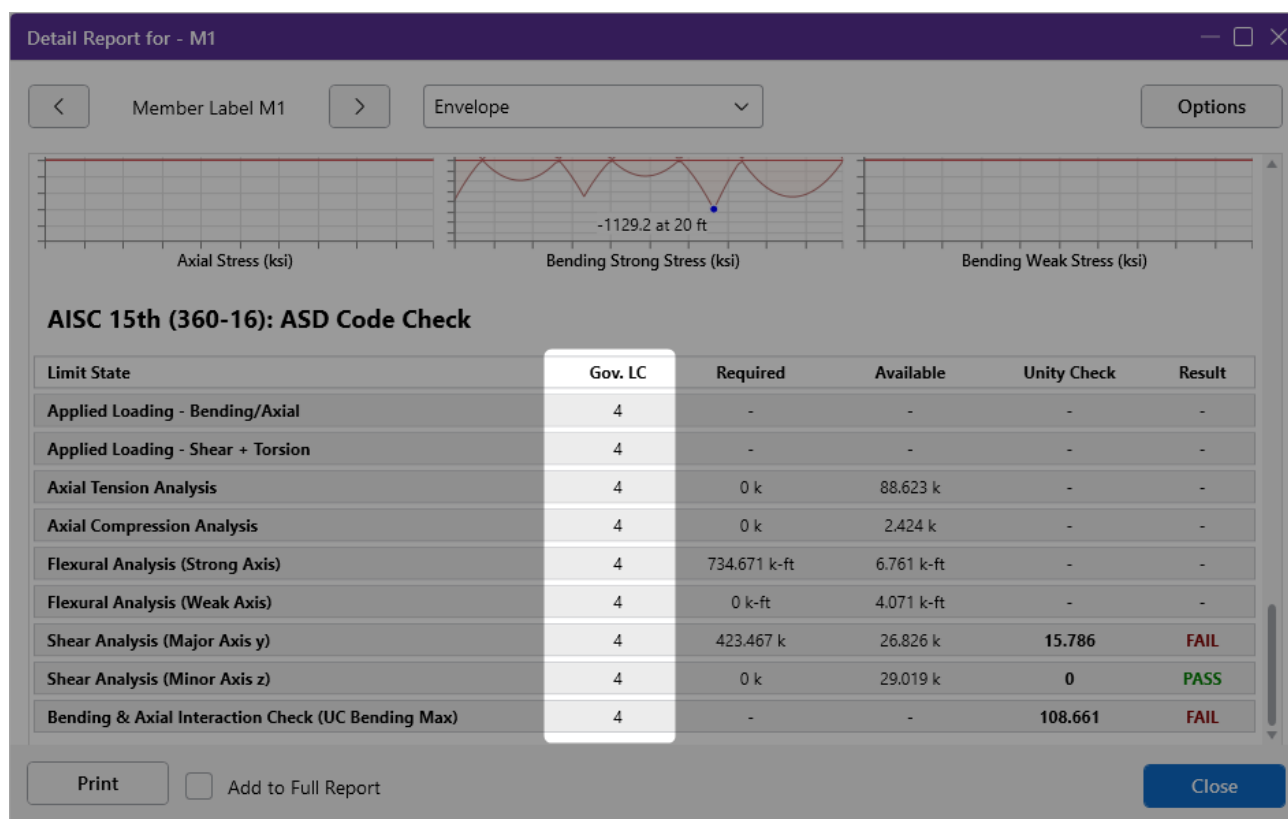 Detail Report for - M1
Member Label M1 Envelope Options
-1129.2 at 20 ft
Axial Stress (ksi) Bending Strong Stress (ksi) Bending Weak Stress (ksi)
AISC 15th (360-16): ASD Code Check
Limit State Gov. LC Required Available Unity Check Result
Applied Loading - Bending/Axial 4 - - - -
Applied Loading - Shear + Torsion 4 - - - -
Axial Tension Analysis 4 0 k 88.623 k - -
Axial Compression Analysis 4 0 k 2.424 k - -
Flexural Analysis (Strong Axis) 4 734.671 k-ft 6.761 k-ft - -
Flexural Analysis (Weak Axis) 4 0 k-ft 4.071 k-ft - -
Shear Analysis (Major Axis y) 4 423.467 k 26.826 k 15.786 FAIL
Shear Analysis (Minor Axis z) 4 0 k 29.019 k 0 PASS
Bending & Axial Interaction Check (UC Bending Max) 4 - - 108.661 FAIL
Print Add to Full Report Close